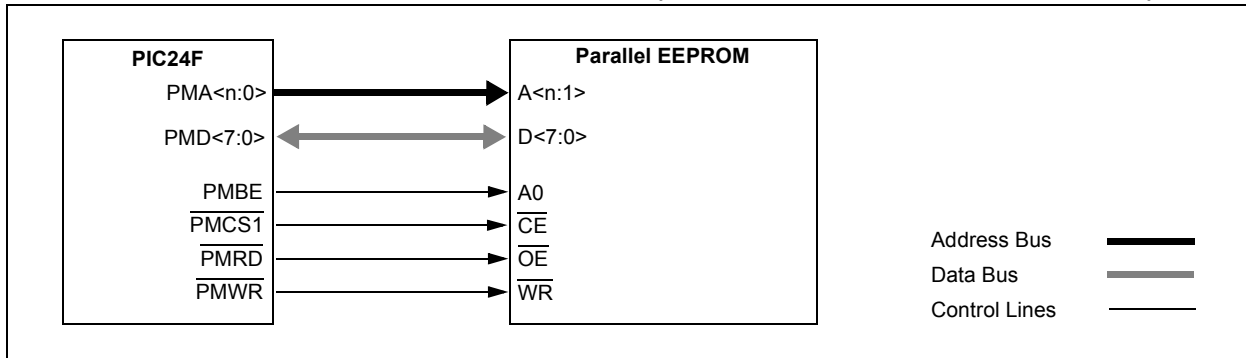 PIC24F
PMA<n:0>
PMD<7:0>
PMBE
PMCS1
PMRD
PMWR
Parallel EEPROM
A<n:1>
D<7:0>
A0
CE
OE
WR
Address Bus
Data Bus
Control Lines